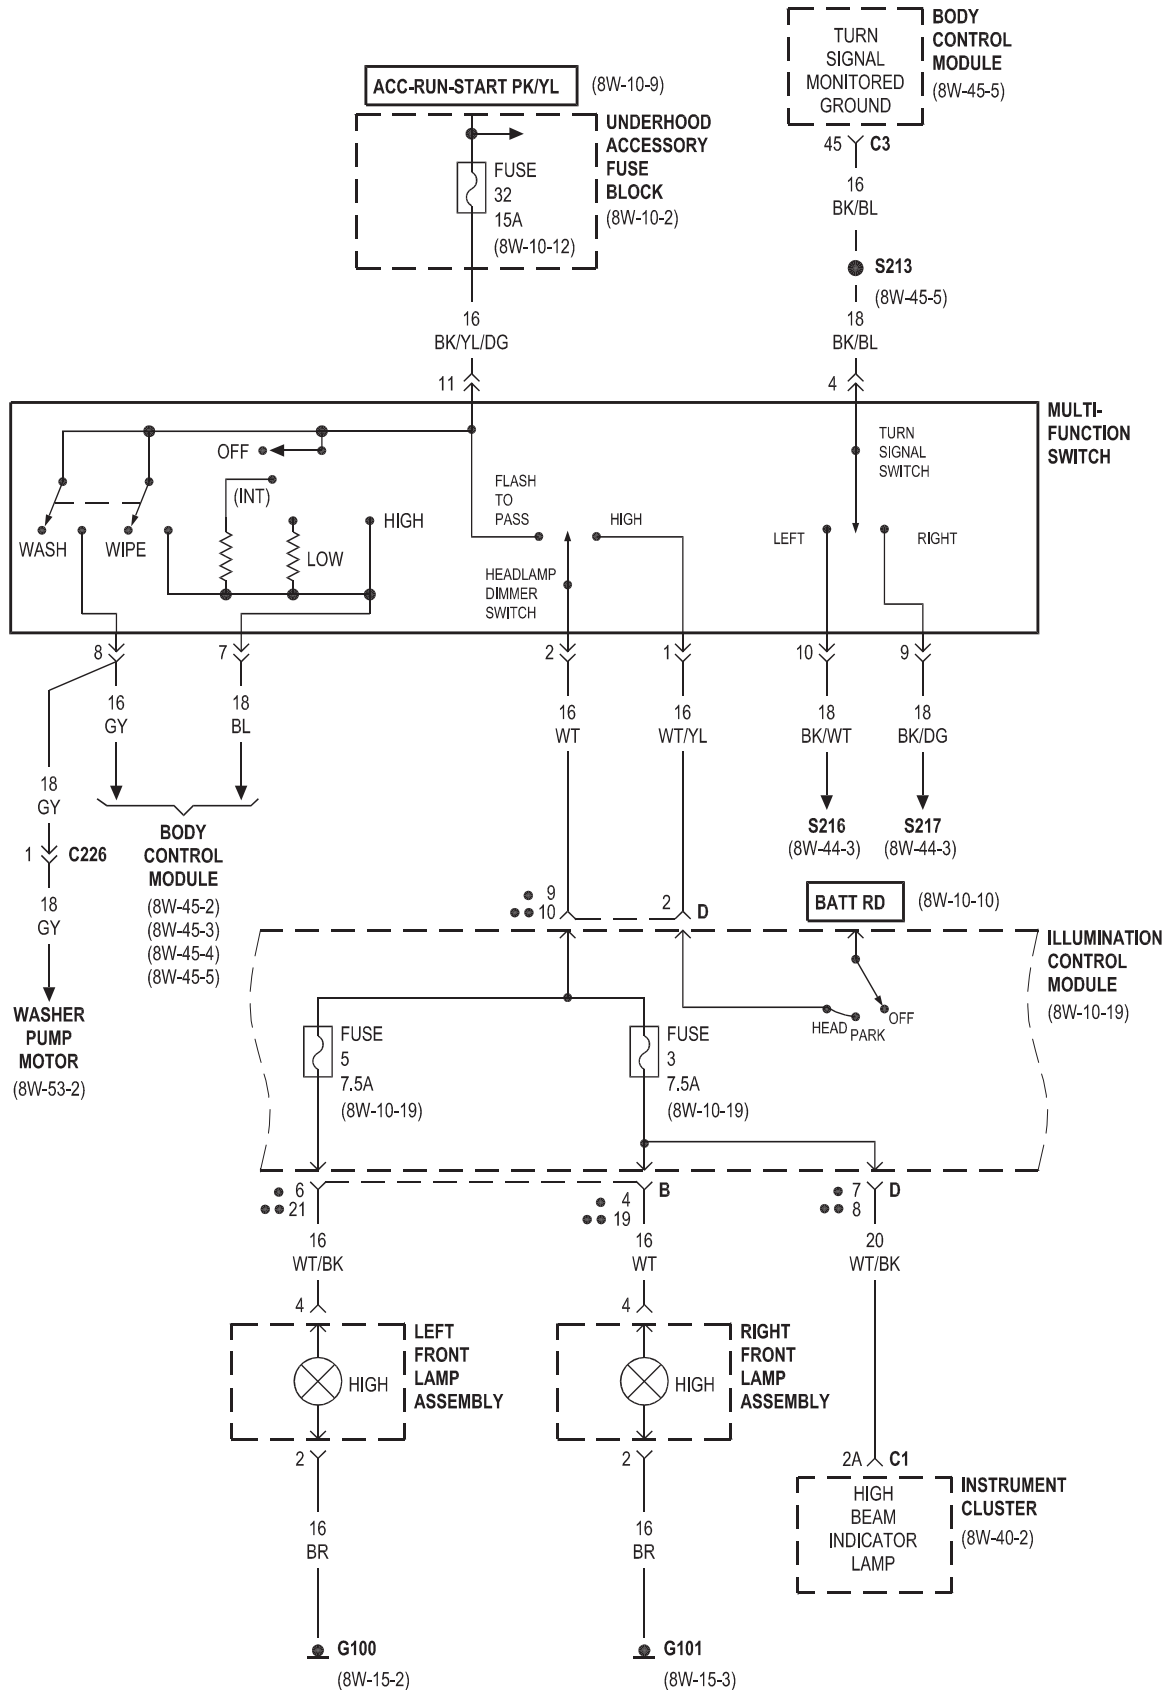 BODY
CONTROL
MODULE
(8W-45-5)
TURN
SIGNAL
MONITORED
GROUND
ACC-RUN-START PK/YL
(8W-10-9)
UNDERHOOD
ACCESSORY
FUSE
BLOCK
(8W-10-2)
FUSE
32
15A
(8W-10-12)
45
C3
16
BK/BL
S213
(8W-45-5)
18
BK/BL
16
BK/YL/DG
11
4
MULTI-
FUNCTION
SWITCH
OFF
(INT)
WASH
WIPE
LOW
HIGH
FLASH
TO
PASS
HIGH
HEADLAMP
DIMMER
SWITCH
TURN
SIGNAL
SWITCH
LEFT
RIGHT
8
7
2
1
10
9
16
GY
18
BL
16
WT
16
WT/YL
18
BK/WT
18
BK/DG
18
GY
1
C226
18
GY
WASHER
PUMP
MOTOR
(8W-53-2)
BODY
CONTROL
MODULE
(8W-45-2)
(8W-45-3)
(8W-45-4)
(8W-45-5)
S216
(8W-44-3)
S217
(8W-44-3)
9
10
2
D
BATT RD
(8W-10-10)
ILLUMINATION
CONTROL
MODULE
(8W-10-19)
HEAD
PARK
OFF
FUSE
5
7.5A
(8W-10-19)
FUSE
3
7.5A
(8W-10-19)
6
21
4
19
B
7
8
D
16
WT/BK
16
WT
20
WT/BK
4
4
LEFT
FRONT
LAMP
ASSEMBLY
HIGH
RIGHT
FRONT
LAMP
ASSEMBLY
HIGH
2
2
2A
C1
HIGH
BEAM
INDICATOR
LAMP
INSTRUMENT
CLUSTER
(8W-40-2)
16
BR
16
BR
G100
(8W-15-2)
G101
(8W-15-3)